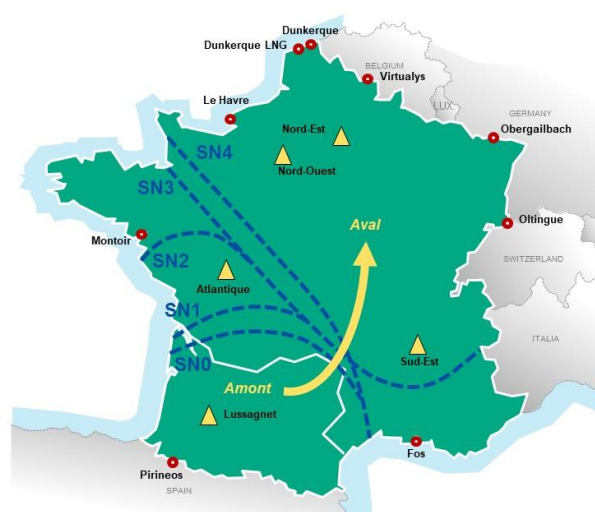 Dunkerque
Dunkerque LNG
BELGIUM
Virtualys
LUX
Le Havre
GERMANY
Nord-Est
Obergailbach
SN4
Nord-Ouest
SN3
Aval
Oltingue
Montoir
SN2
SWITZERLAND
Atlantique
SN1
ITALIA
SN0
Sud-Est
Amont
Lussagnet
Fos
Pirineos
SPAIN